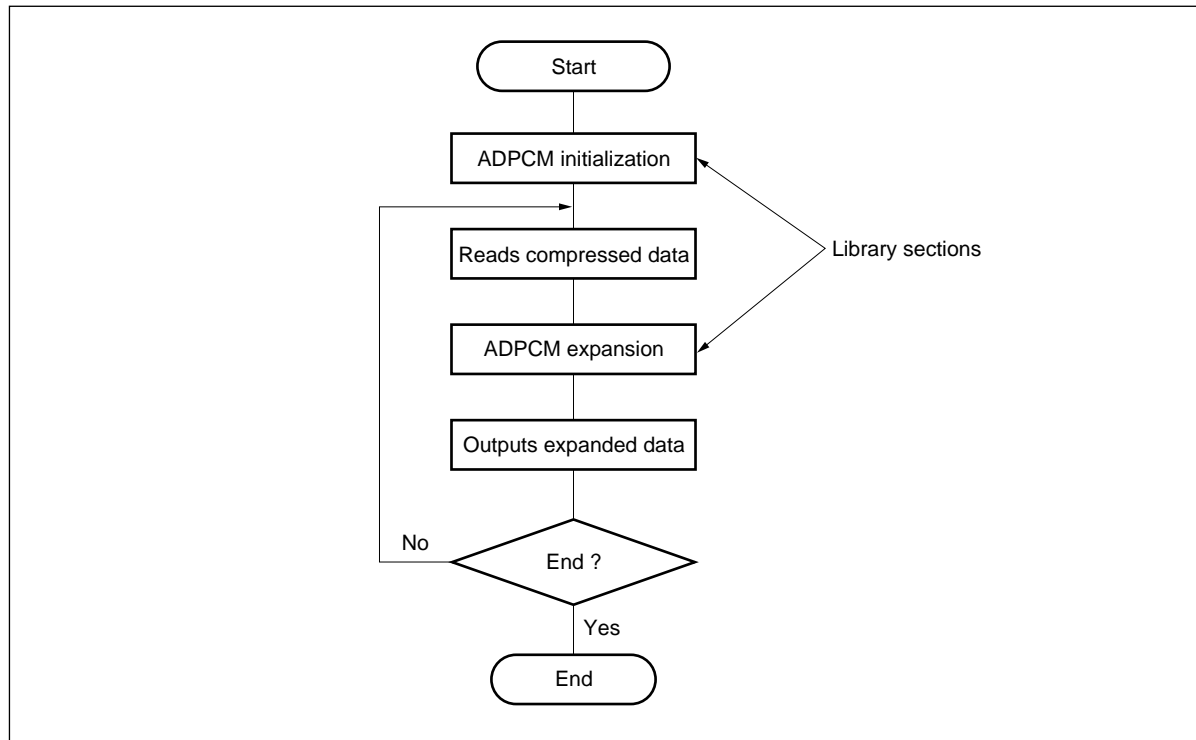 Start
ADPCM initialization
Reads compressed data
Library sections
ADPCM expansion
Outputs expanded data
No
End ?
Yes
End